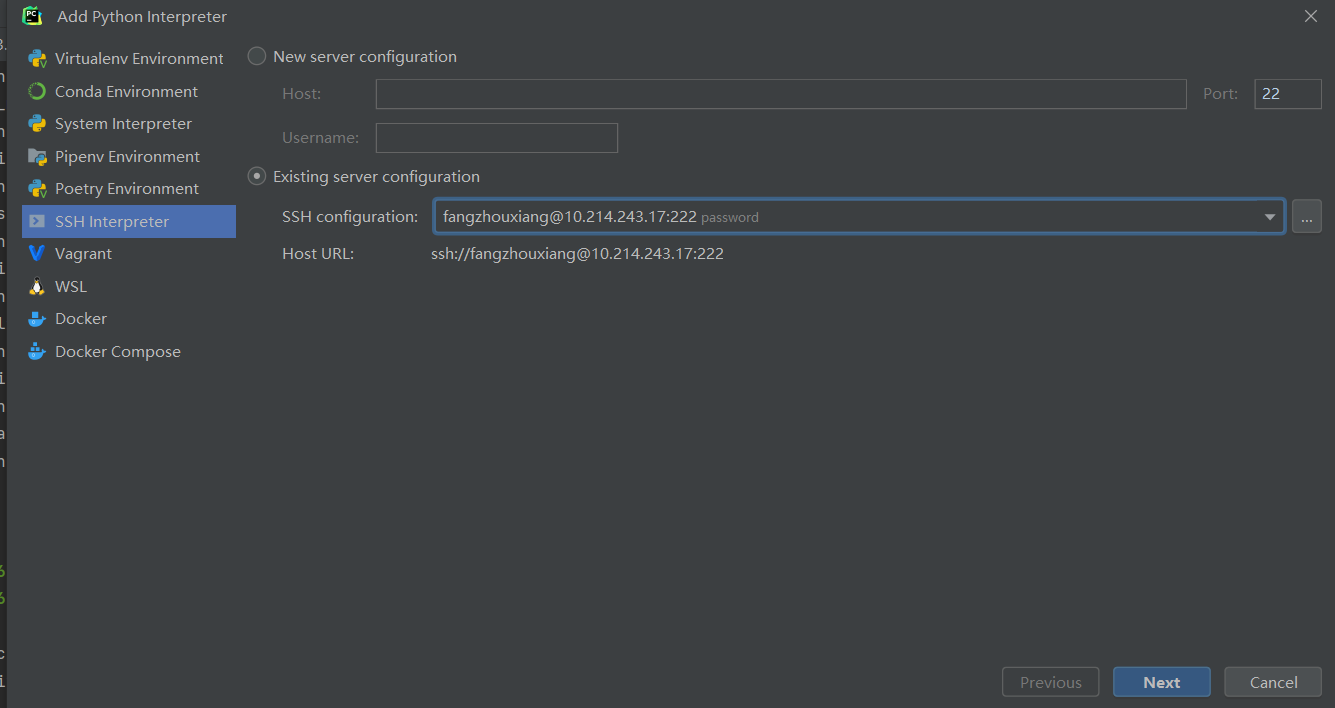 Add Python Interpreter
Virtualenv Environment
Conda Environment
System Interpreter
Pipenv Environment
Poetry Environment
SSH Interpreter
Vagrant
WSL
Docker
Docker Compose
New server configuration
Host:
Port: 22
Username:
Existing server configuration
SSH configuration: fangzhouxiang@10.214.243.17:222 password
...
Host URL: ssh://fangzhouxiang@10.214.243.17:222
Previous Next Cancel